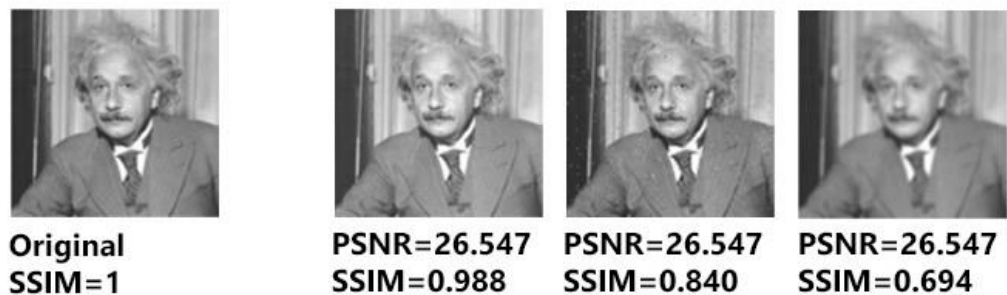 Original
SSIM=1
PSNR=26.547
SSIM=0.988
PSNR=26.547
SSIM=0.840
PSNR=26.547
SSIM=0.694